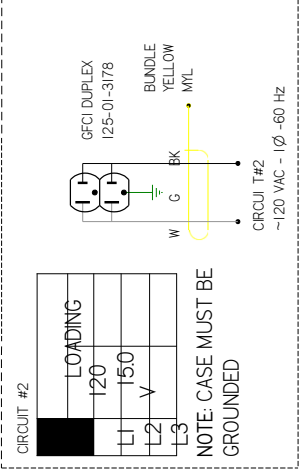 CIRCUIT #2
LOADING
120
15.0
V
L1
L2
L3
NOTE: CASE MUST BE
GROUNDED
GFCI DUPLEX
125-01-3178
BUNDLE
YELLOW
MYL
W
G
BK
CIRCUI T#2
~120 VAC - 1Ø -60 Hz